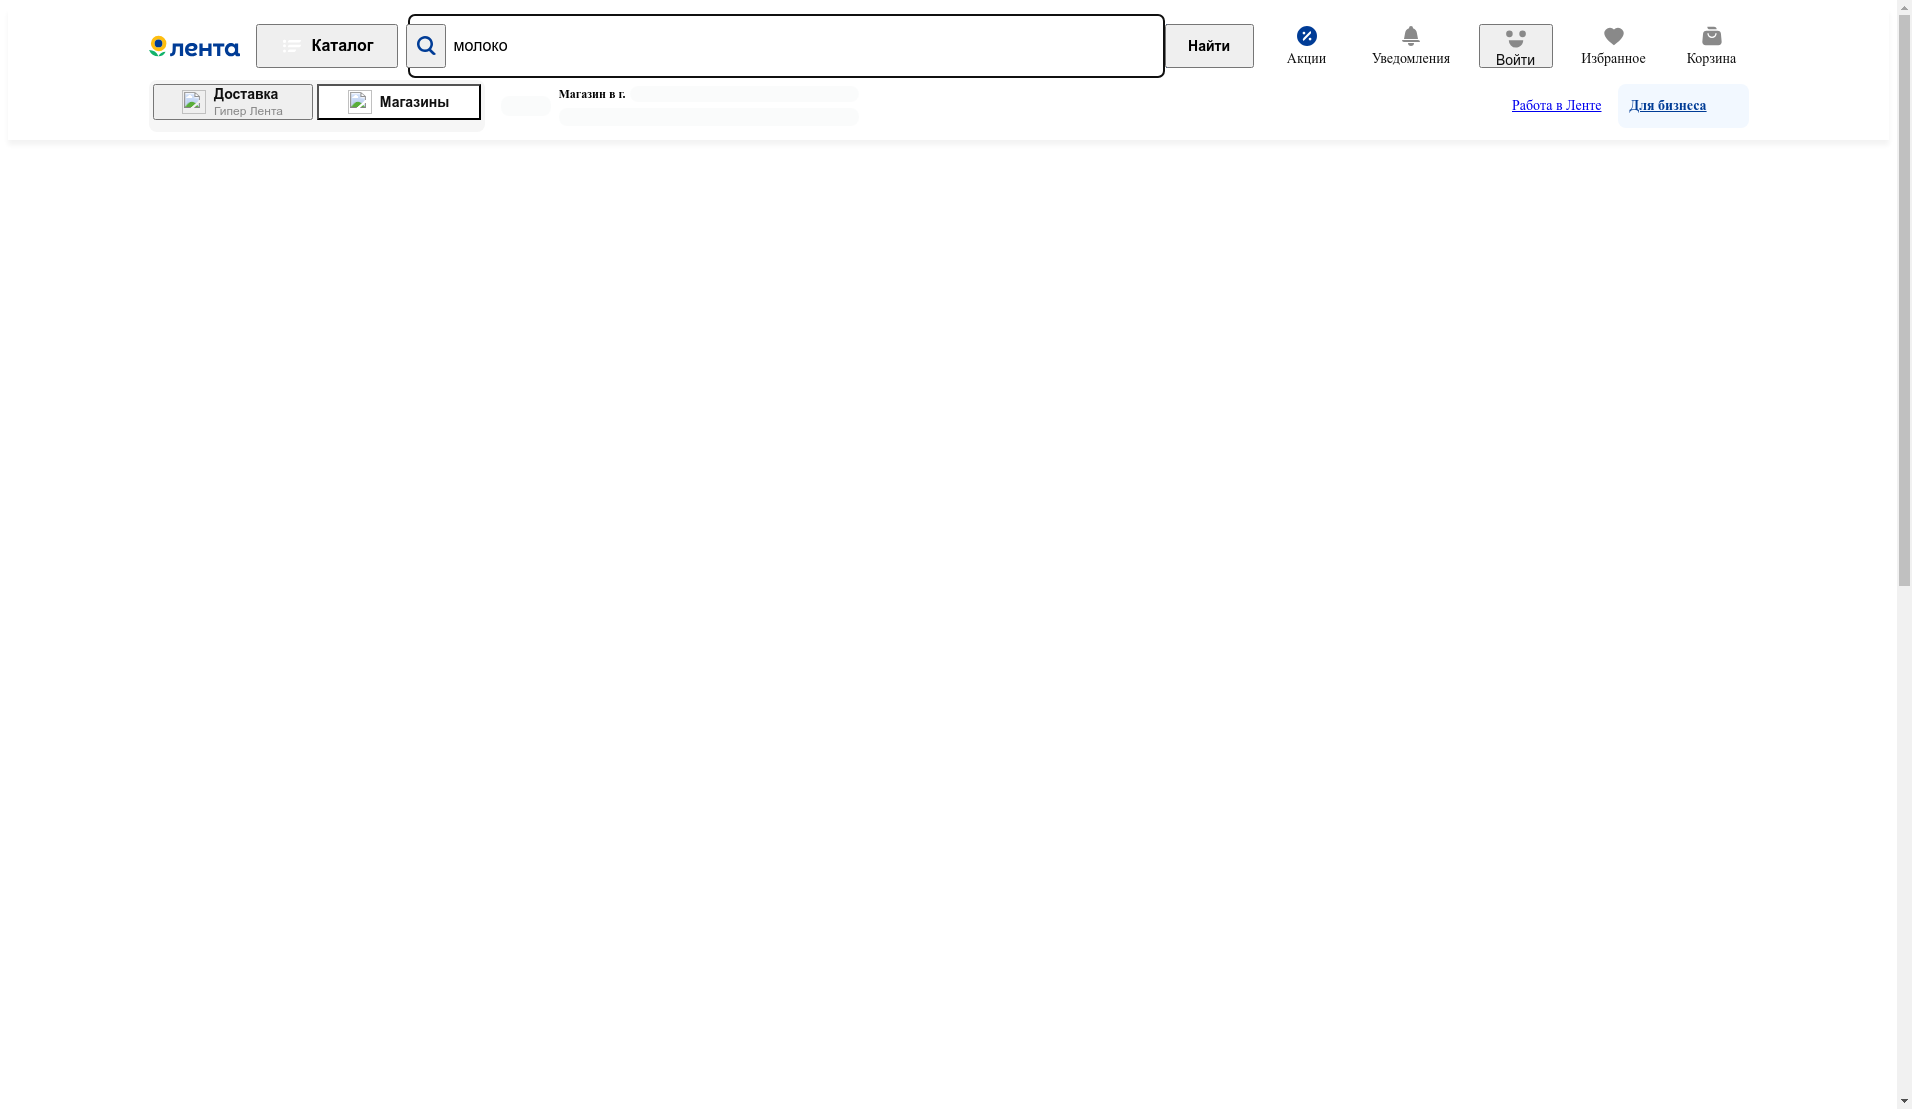 лента
Каталог
молоко
Найти
Акции
Уведомления
Войти
Избранное
Корзина
Доставка
Гипер Лента
Магазины
Магазин в г.
Работа в Ленте
Для бизнеса